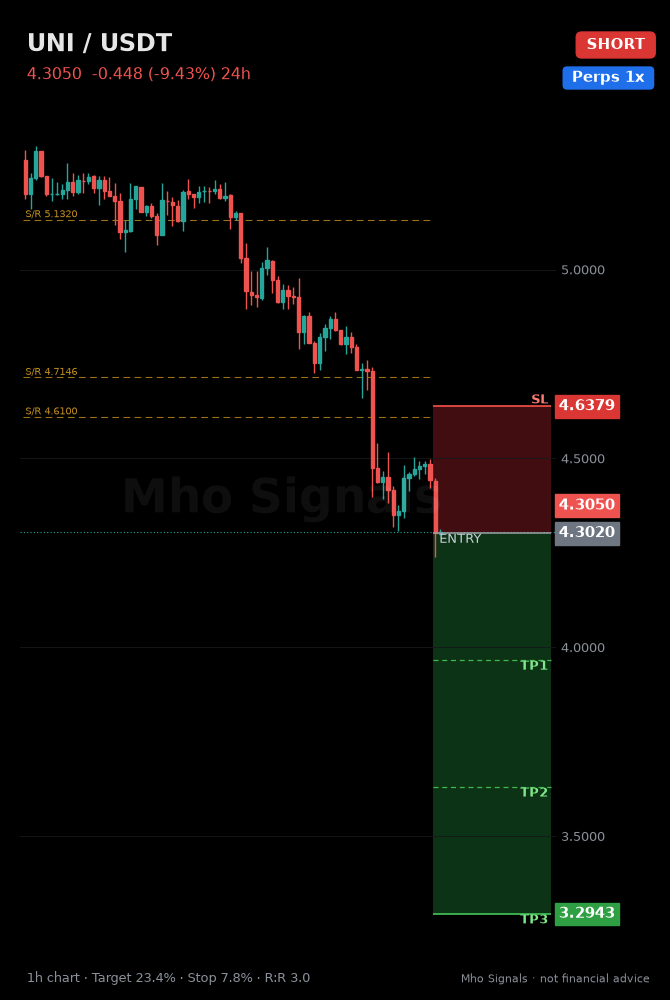 UNI / USDT
SHORT
4.3050  -0.448 (-9.43%) 24h
Perps 1x
S/R 5.1320
5.0000
S/R 4.7146
SL
4.6379
S/R 4.6100
4.5000
Mho Signals
4.3050
4.3020
ENTRY
4.0000
TP1
TP2
3.5000
3.2943
TP3
1h chart · Target 23.4% · Stop 7.8% · R:R 3.0
Mho Signals · not financial advice